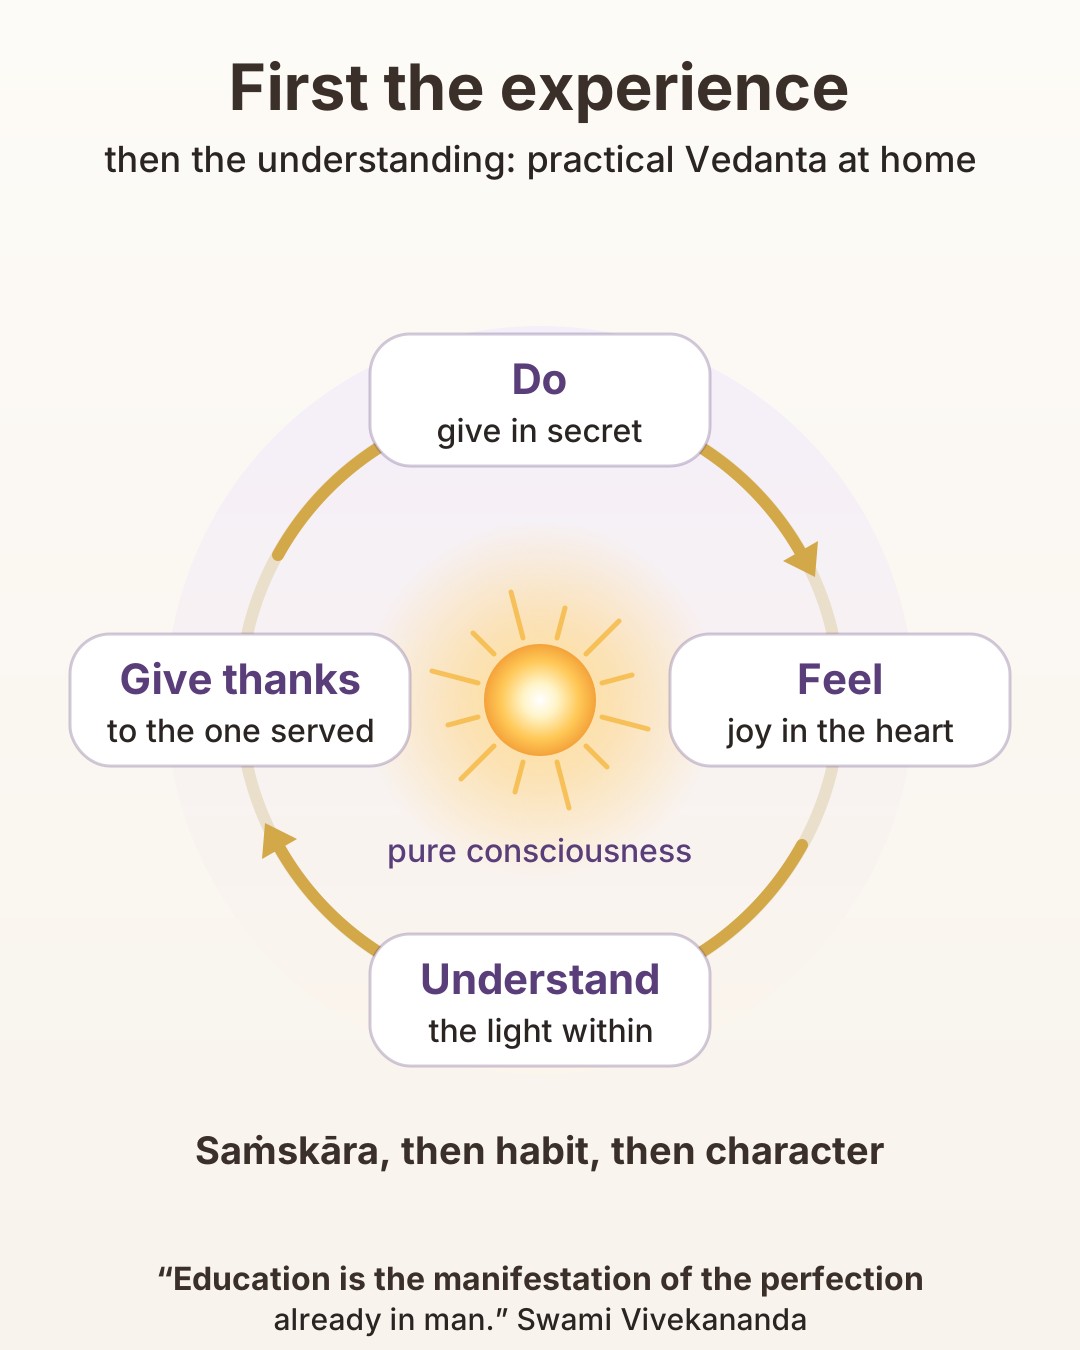 First the experience
then the understanding: practical Vedanta at home
Do
give in secret
Give thanks
to the one served
Feel
joy in the heart
pure consciousness
Understand
the light within
Saṁskāra, then habit, then character
“Education is the manifestation of the perfection
already in man.” Swami Vivekananda